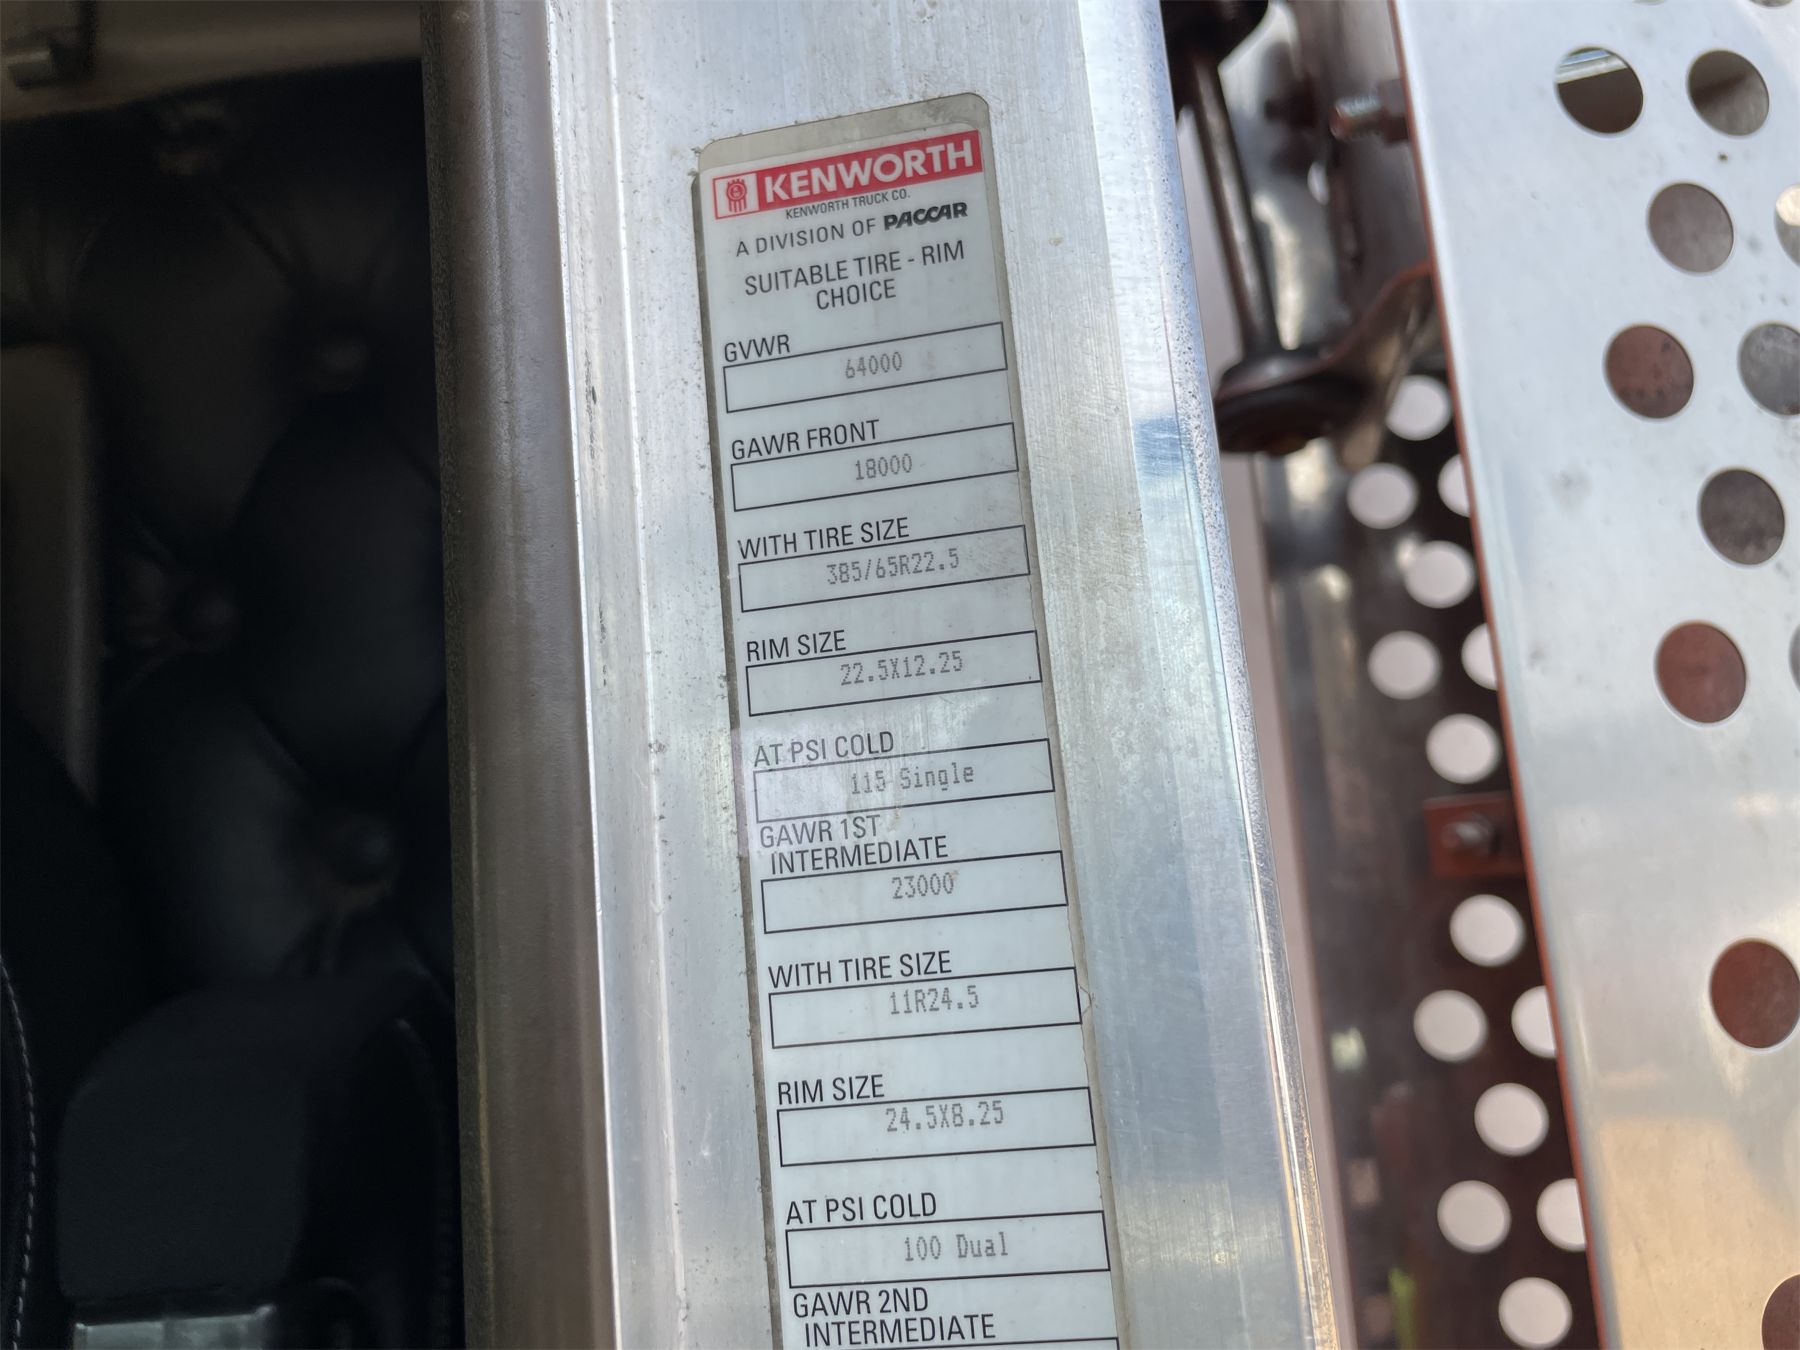 KENWORTH
KENWORTH TRUCK CO.
A DIVISION OF PACCAR
SUITABLE TIRE - RIM
CHOICE
GVWR
64000
GAWR FRONT
18000
WITH TIRE SIZE
385/65R22.5
RIM SIZE
22.5X12.25
AT PSI COLD
115 Single
GAWR 1ST
INTERMEDIATE
23000
WITH TIRE SIZE
11R24.5
RIM SIZE
24.5X8.25
AT PSI COLD
100 Dual
GAWR 2ND
INTERMEDIATE